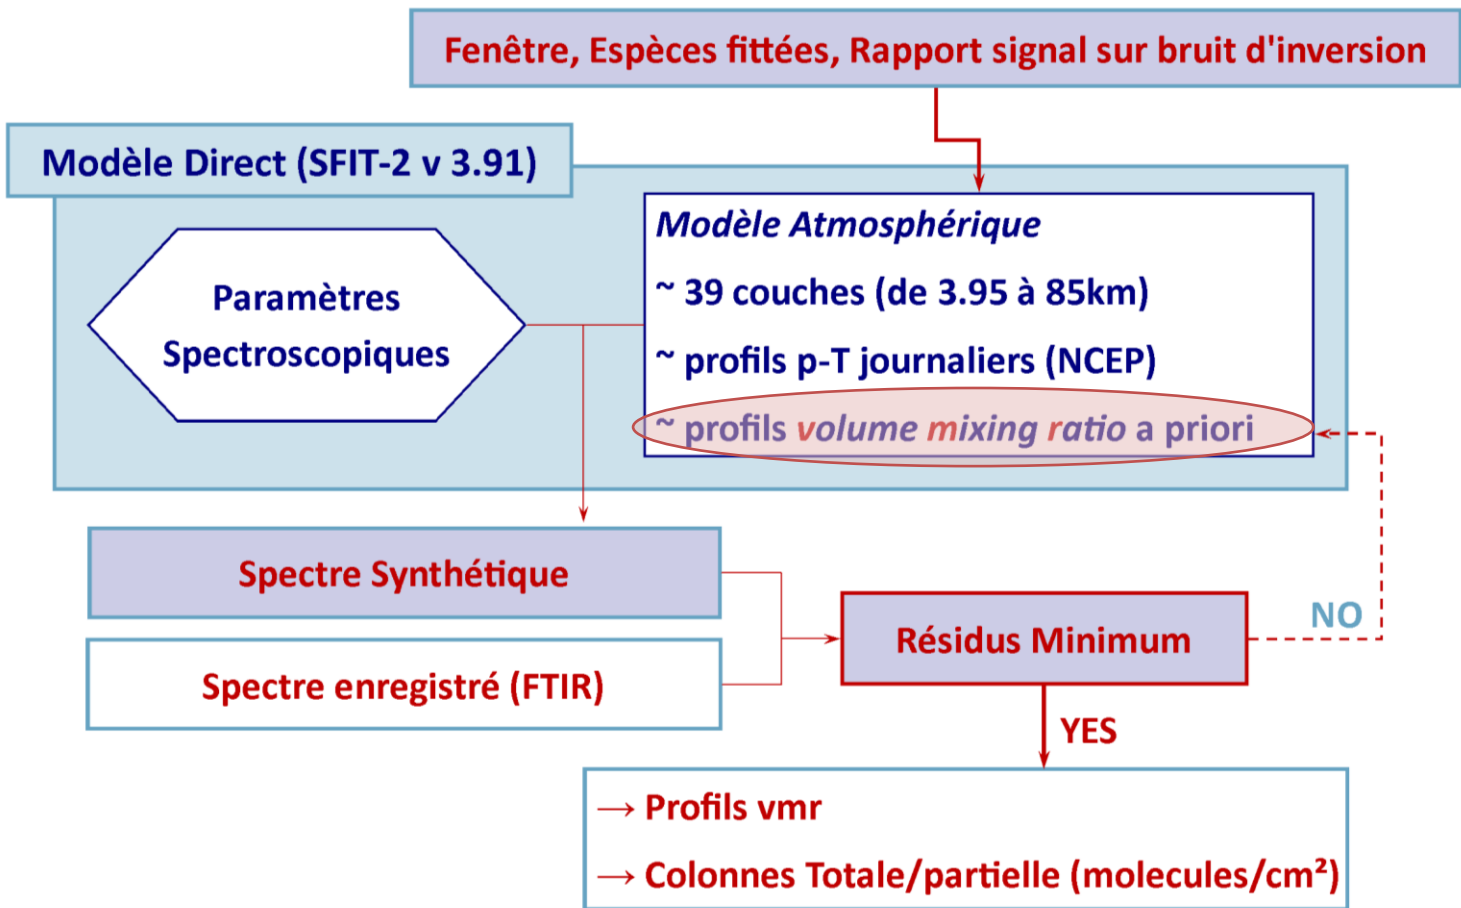 Fenêtre, Espèces fittées, Rapport signal sur bruit d'inversion
Modèle Direct (SFIT-2 v 3.91)
Paramètres
Spectroscopiques
Modèle Atmosphérique
~ 39 couches (de 3.95 à 85km)
~ profils p-T journaliers (NCEP)
~ profils volume mixing ratio a priori
Spectre Synthétique
Spectre enregistré (FTIR)
Résidus Minimum
NO
YES
→ Profils vmr
→ Colonnes Totale/partielle (molecules/cm²)